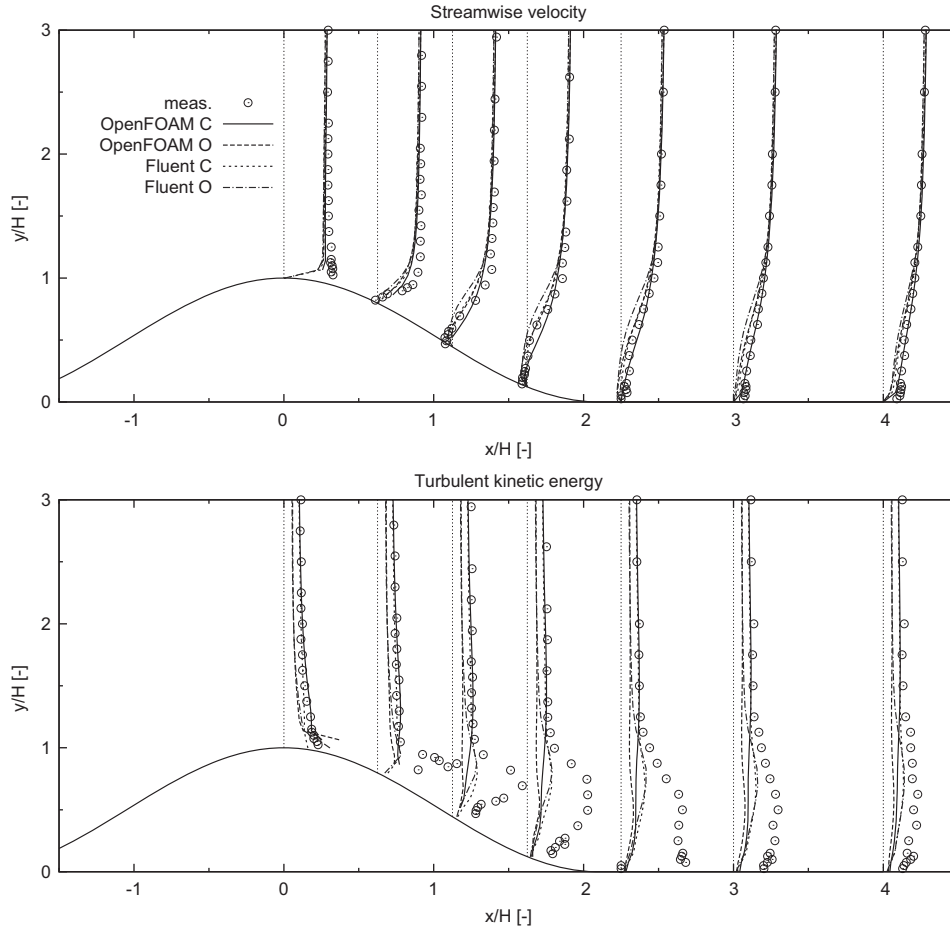 Streamwise velocity
3
2
1
0
y/H [-]
meas.
OpenFOAM C
OpenFOAM O
Fluent C
Fluent O
-1 0 1 2 3 4
x/H [-]
Turbulent kinetic energy
3
2
1
0
y/H [-]
-1 0 1 2 3 4
x/H [-]